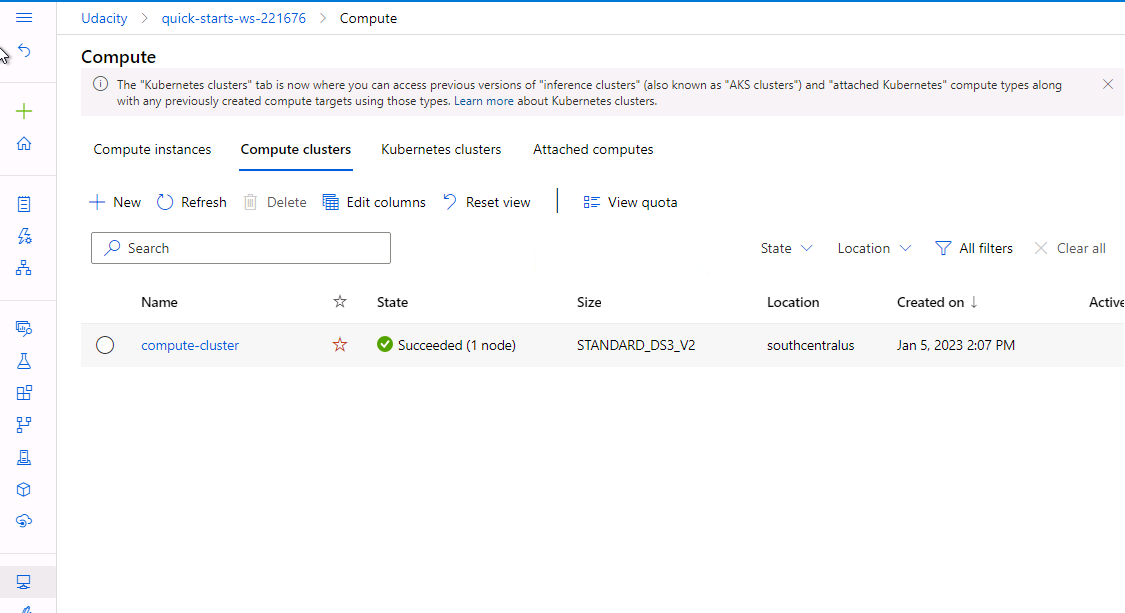 Udacity > quick-starts-ws-221676 > Compute
Compute
The "Kubernetes clusters" tab is now where you can access previous versions of "inference clusters" (also known as "AKS clusters") and "attached Kubernetes" compute types along
with any previously created compute targets using those types. Learn more about Kubernetes clusters.
Compute instances Compute clusters Kubernetes clusters Attached computes
New Refresh Delete Edit columns Reset view View quota
Search State Location All filters Clear all
Name State Size Location Created on ↓ Active
compute-cluster Succeeded (1 node) STANDARD_DS3_V2 southcentralus Jan 5, 2023 2:07 PM